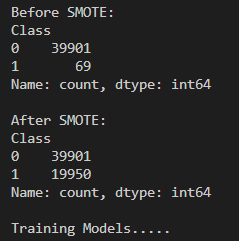 Before SMOTE:
Class
0    39901
1       69
Name: count, dtype: int64
After SMOTE:
Class
0    39901
1    19950
Name: count, dtype: int64
Training Models.....